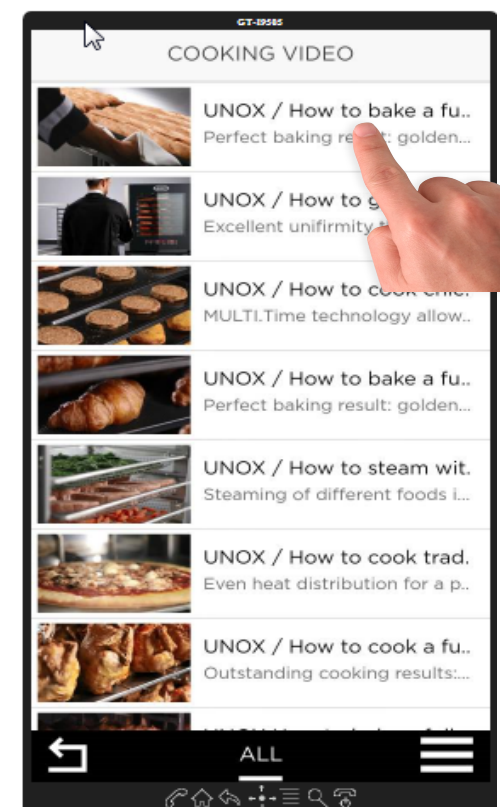 GT-I9505
COOKING VIDEO
UNOX / How to bake a fu..
Perfect baking re t: golden...
UNOX / How to g
Excellent unifirmity
UNOX / How to cook
MULTI.Time technology allow..
UNOX / How to bake a fu..
Perfect baking result: golden...
UNOX / How to steam wit.
Steaming of different foods i...
UNOX / How to cook trad.
Even heat distribution for a p..
UNOX / How to cook a fu..
Outstanding cooking results:...
ALL